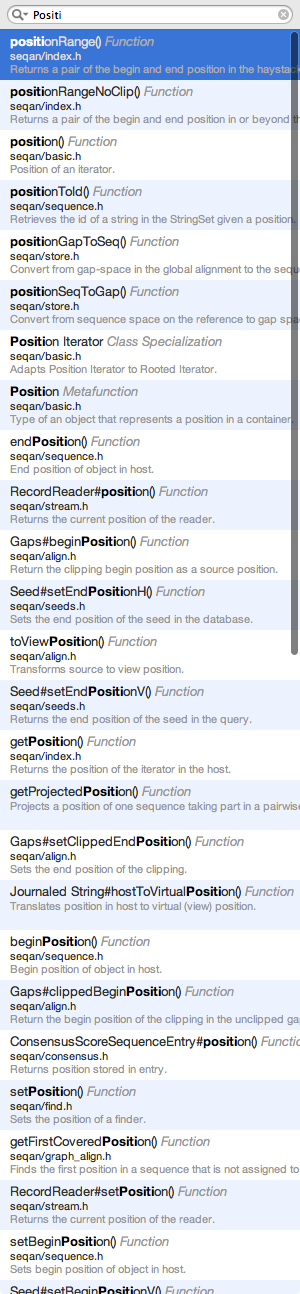 Positi
positionRange() Function
seqan/index.h
Returns a pair of the begin and end position in the haystack
positionRangeNoClip() Function
seqan/index.h
Returns a pair of the begin and end position in or beyond th
position() Function
seqan/basic.h
Position of an iterator.
positionToId() Function
seqan/sequence.h
Retrieves the id of a string in the StringSet given a position.
positionGapToSeq() Function
seqan/store.h
Convert from gap-space in the global alignment to the sequ
positionSeqToGap() Function
seqan/store.h
Convert from sequence space on the reference to gap spa
Position Iterator Class Specialization
seqan/basic.h
Adapts Position Iterator to Rooted Iterator.
Position Metafunction
seqan/basic.h
Type of an object that represents a position in a container.
endPosition() Function
seqan/sequence.h
End position of object in host.
RecordReader#position() Function
seqan/stream.h
Returns the current position of the reader.
Gaps#beginPosition() Function
seqan/align.h
Return the clipping begin position as a source position.
Seed#setEndPositionH() Function
seqan/seeds.h
Sets the end position of the seed in the database.
toViewPosition() Function
seqan/align.h
Transforms source to view position.
Seed#setEndPositionV() Function
seqan/seeds.h
Returns the end position of the seed in the query.
getPosition() Function
seqan/index.h
Returns the position of the iterator in the host.
getProjectedPosition() Function
Projects a position of one sequence taking part in a pairwise
Gaps#setClippedEndPosition() Function
seqan/align.h
Sets the end position of the clipping.
Journaled String#hostToVirtualPosition() Function
Translates position in host to virtual (view) position.
beginPosition() Function
seqan/sequence.h
Begin position of object in host.
Gaps#clippedBeginPosition() Function
seqan/align.h
Return the begin position of the clipping in the unclipped ga
ConsensusScoreSequenceEntry#position() Functio
seqan/consensus.h
Returns position stored in entry.
setPosition() Function
seqan/find.h
Sets the position of a finder.
getFirstCoveredPosition() Function
seqan/graph_align.h
Finds the first position in a sequence that is not assigned to
RecordReader#setPosition() Function
seqan/stream.h
Returns the current position of the reader.
setBeginPosition() Function
seqan/sequence.h
Sets begin position of object in host.
Seed#setBeginPositionV() Function